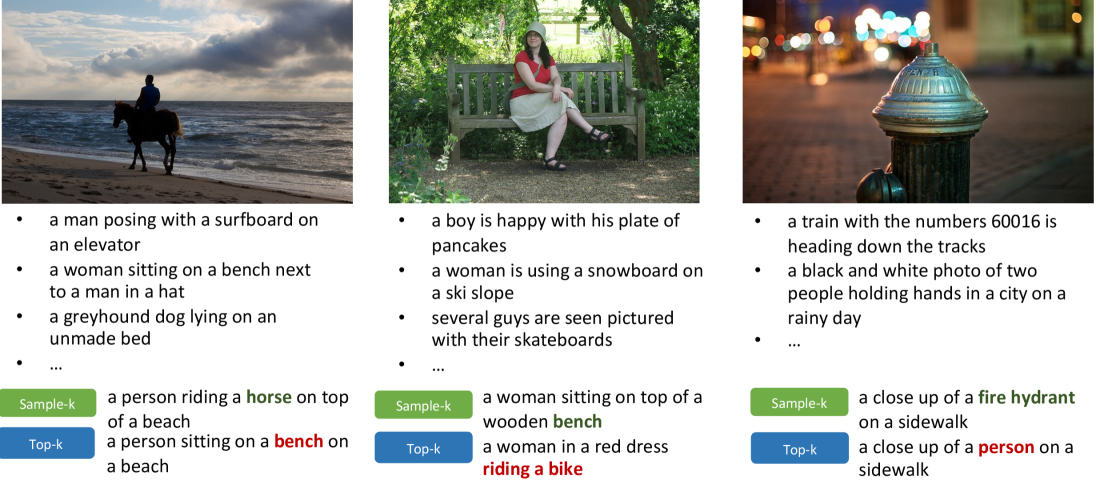 • a man posing with a surfboard on
an elevator
• a woman sitting on a bench next
to a man in a hat
• a greyhound dog lying on an
unmade bed
• ...
Sample-k a person riding a horse on top
of a beach
Top-k a person sitting on a bench on
a beach
• a boy is happy with his plate of
pancakes
• a woman is using a snowboard on
a ski slope
• several guys are seen pictured
with their skateboards
• ...
Sample-k a woman sitting on top of a
wooden bench
Top-k a woman in a red dress
riding a bike
• a train with the numbers 60016 is
heading down the tracks
• a black and white photo of two
people holding hands in a city on a
rainy day
• ...
Sample-k a close up of a fire hydrant
on a sidewalk
Top-k a close up of a person on a
sidewalk